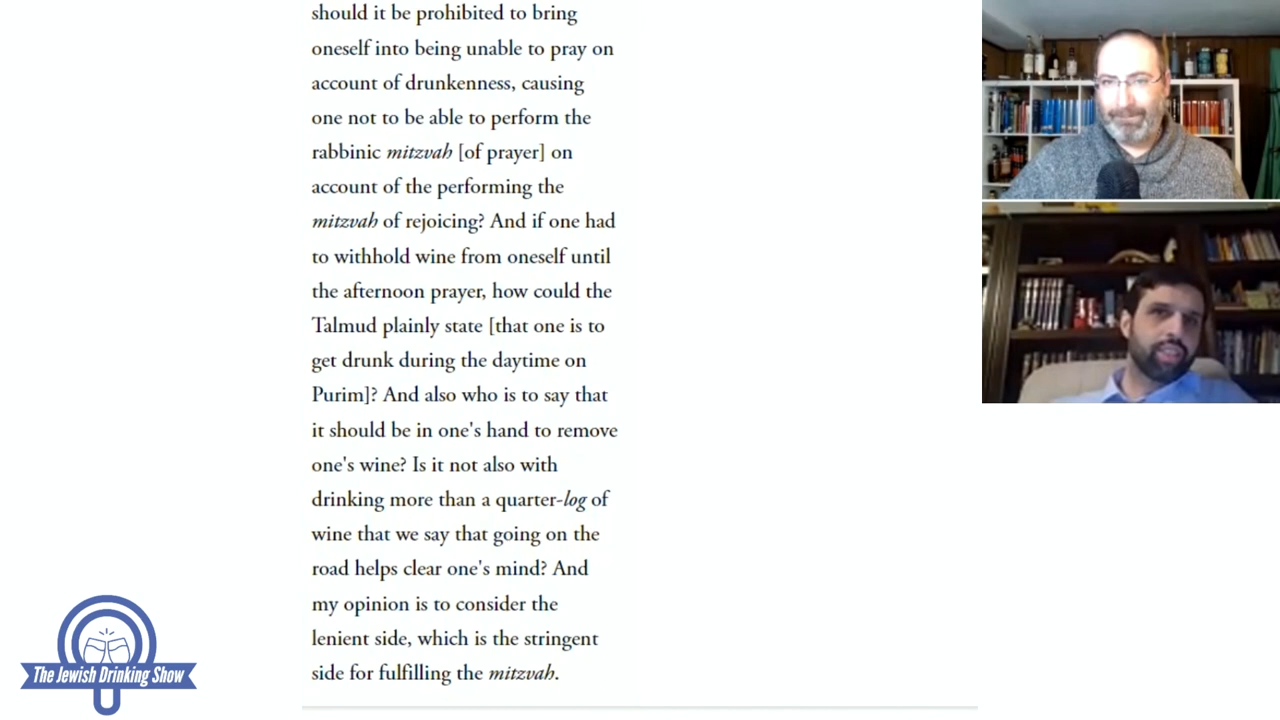 should it be prohibited to bring
oneself into being unable to pray on
account of drunkenness, causing
one not to be able to perform the
rabbinic mitzvah [of prayer] on
account of the performing the
mitzvah of rejoicing? And if one had
to withhold wine from oneself until
the afternoon prayer, how could the
Talmud plainly state [that one is to
get drunk during the daytime on
Purim]? And also who is to say that
it should be in one's hand to remove
one's wine? Is it not also with
drinking more than a quarter-log of
wine that we say that going on the
road helps clear one's mind? And
my opinion is to consider the
lenient side, which is the stringent
side for fulfilling the mitzvah.
The Jewish Drinking Show